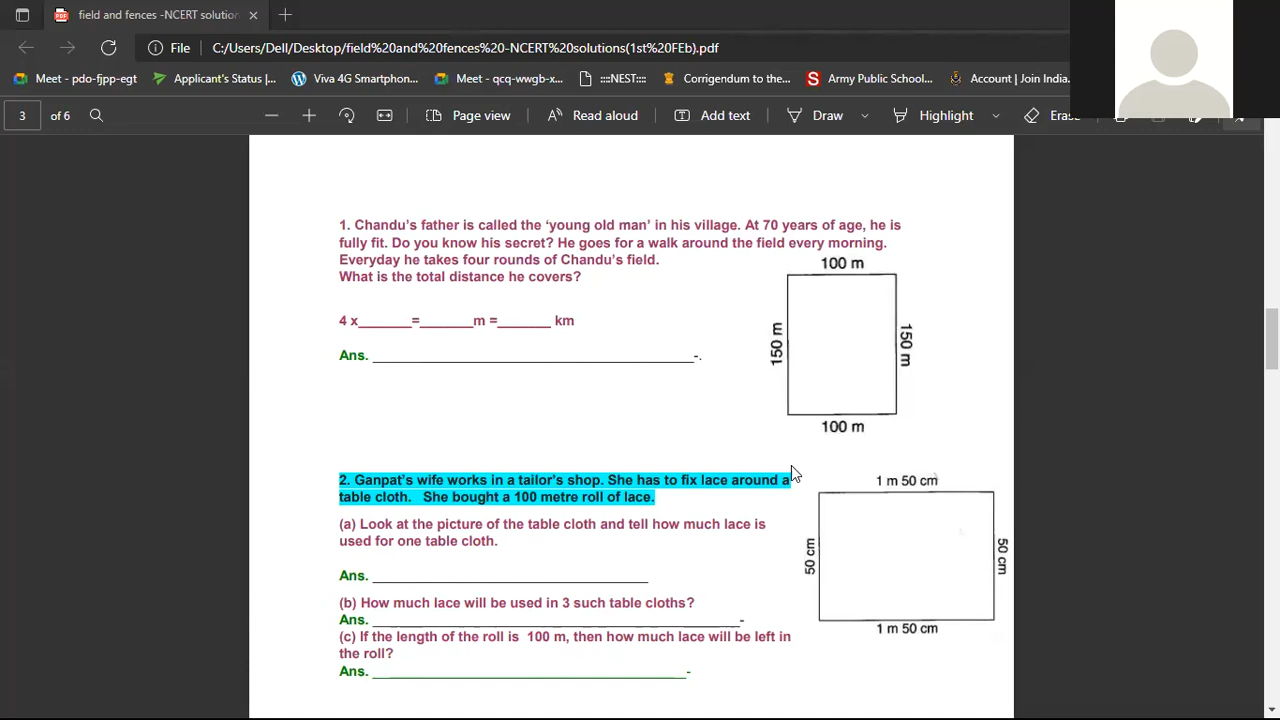 field and fences -NCERT solution
File C:/Users/Dell/Desktop/field%20and%20fences%20-NCERT%20solutions(1st%20FEb).pdf
Meet - pdo-fjpp-egt Applicant's Status |... Viva 4G Smartphon... Meet - qcq-wwgb-x... ::::NEST::::. Corrigendum to the... Army Public School... Account | Join India.
3 of 6 Page view Read aloud Add text Draw Highlight Erase
1. Chandu's father is called the 'young old man' in his village. At 70 years of age, he is
fully fit. Do you know his secret? He goes for a walk around the field every morning.
Everyday he takes four rounds of Chandu's field.
What is the total distance he covers?
100 m
150 m
150 m
100 m
4 x_______=_______m =_______ km
Ans. ________________________________________-.
2. Ganpat's wife works in a tailor's shop. She has to fix lace around a
table cloth. She bought a 100 metre roll of lace.
1 m 50 cm
50 cm
50 cm
1 m 50 cm
(a) Look at the picture of the table cloth and tell how much lace is
used for one table cloth.
Ans. __________________________________
(b) How much lace will be used in 3 such table cloths?
Ans. ______________________________________________-
(c) If the length of the roll is 100 m, then how much lace will be left in
the roll?
Ans. _______________________________________-